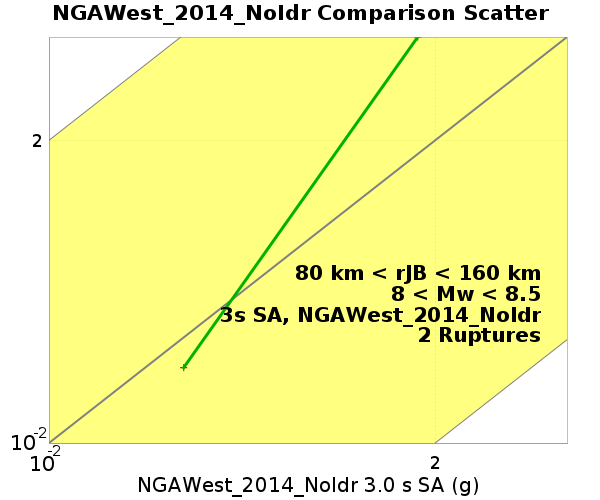 NGAWest_2014_NoIdr Comparison Scatter
2
80 km < rJB < 160 km
8 < Mw < 8.5
3s SA, NGAWest_2014_NoIdr
2 Ruptures
10-2
10-2
2
NGAWest_2014_NoIdr 3.0 s SA (g)